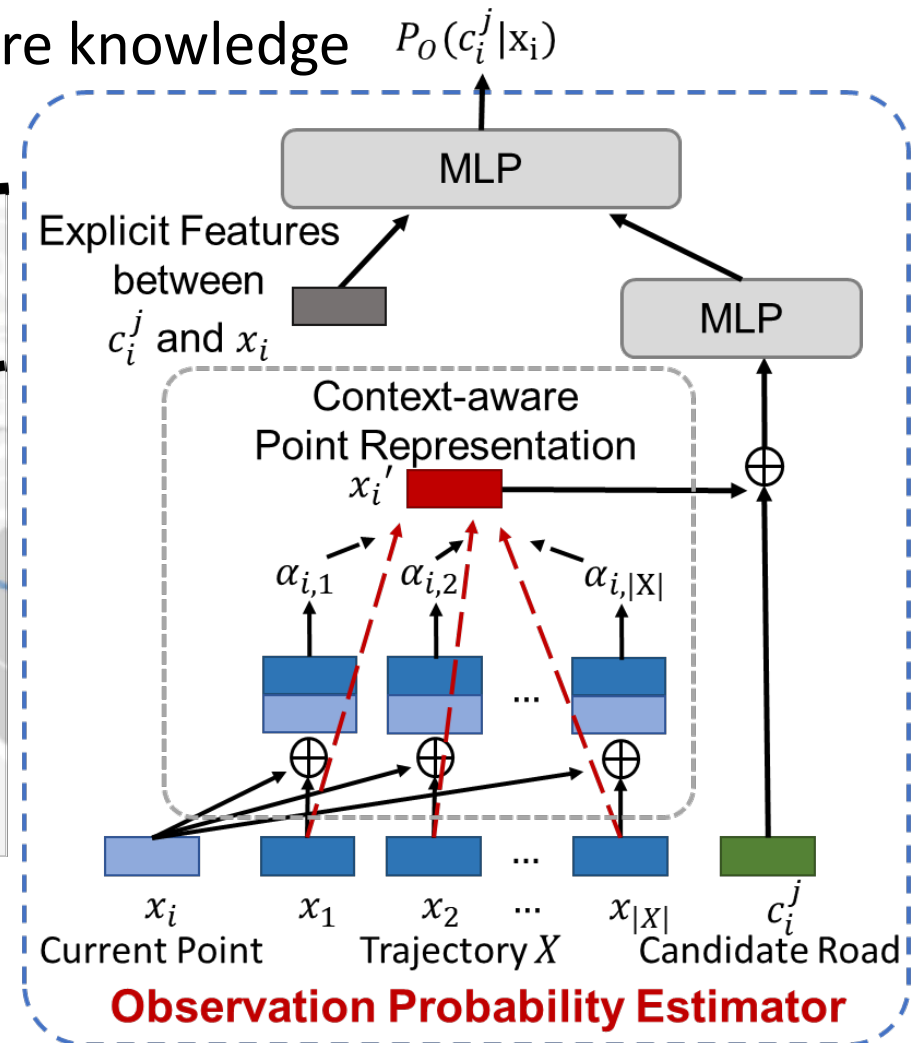 re knowledge
P_O(c_i^j|x_i)
MLP
Explicit Features
between
c_i^j and x_i
MLP
Context-aware
Point Representation
x_i'
α_{i,1} α_{i,2} α_{i,|X|}
...
...
x_i x_1 x_2 ... x_{|X|} c_i^j
Current Point Trajectory X Candidate Road
Observation Probability Estimator